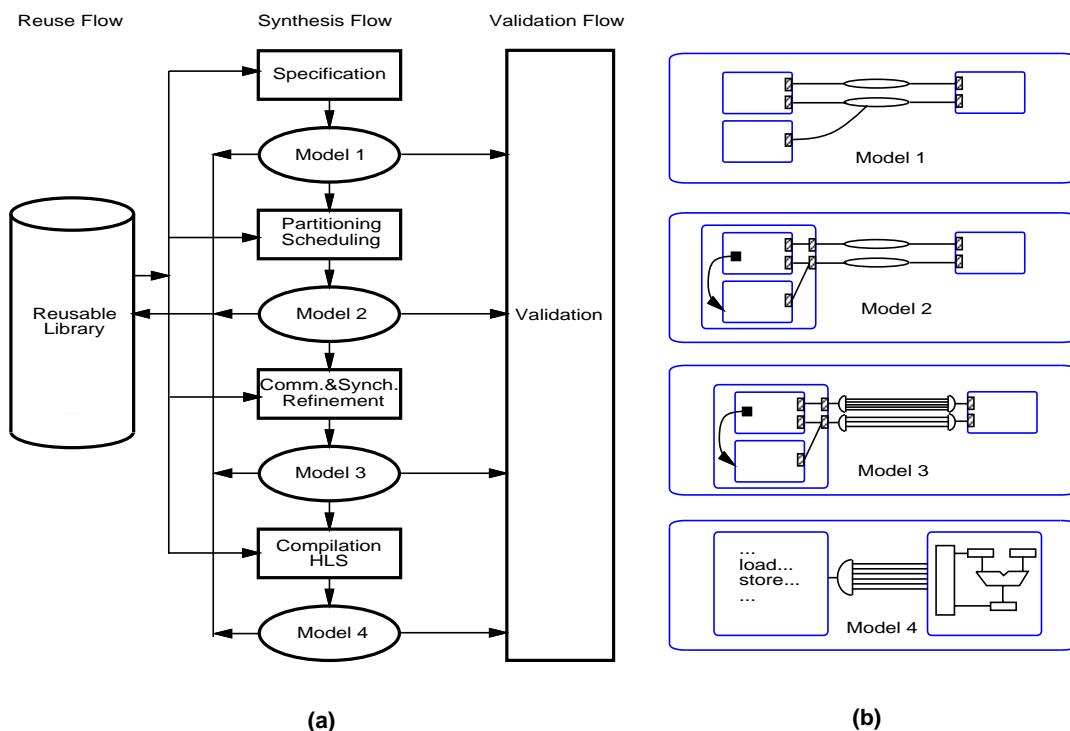 Reuse Flow
Synthesis Flow
Validation Flow
Specification
Model 1
Partitioning
Scheduling
Model 2
Comm.&Synch.
Refinement
Model 3
Compilation
HLS
Model 4
Reusable
Library
Validation
(a)
Model 1
Model 2
Model 3
...
load...
store...
...
Model 4
(b)